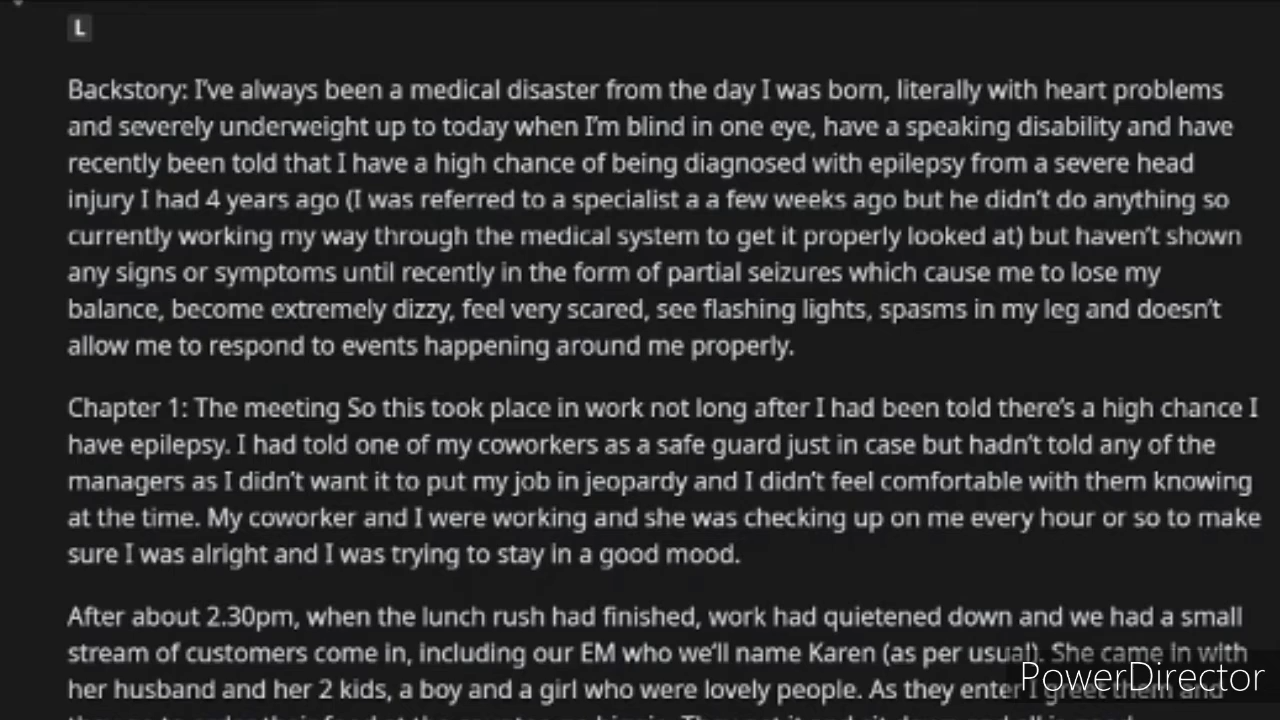 L
Backstory: I've always been a medical disaster from the day I was born, literally with heart problems
and severely underweight up to today when I'm blind in one eye, have a speaking disability and have
recently been told that I have a high chance of being diagnosed with epilepsy from a severe head
injury I had 4 years ago (I was referred to a specialist a a few weeks ago but he didn't do anything so
currently working my way through the medical system to get it properly looked at) but haven't shown
any signs or symptoms until recently in the form of partial seizures which cause me to lose my
balance, become extremely dizzy, feel very scared, see flashing lights, spasms in my leg and doesn't
allow me to respond to events happening around me properly.
Chapter 1: The meeting So this took place in work not long after I had been told there's a high chance I
have epilepsy. I had told one of my coworkers as a safe guard just in case but hadn't told any of the
managers as I didn't want it to put my job in jeopardy and I didn't feel comfortable with them knowing
at the time. My coworker and I were working and she was checking up on me every hour or so to make
sure I was alright and I was trying to stay in a good mood.
After about 2.30pm, when the lunch rush had finished, work had quietened down and we had a small
stream of customers come in, including our EM who we'll name Karen (as per usual). She came in with
her husband and her 2 kids, a boy and a girl who were lovely people. As they enter I greet them and
PowerDirector